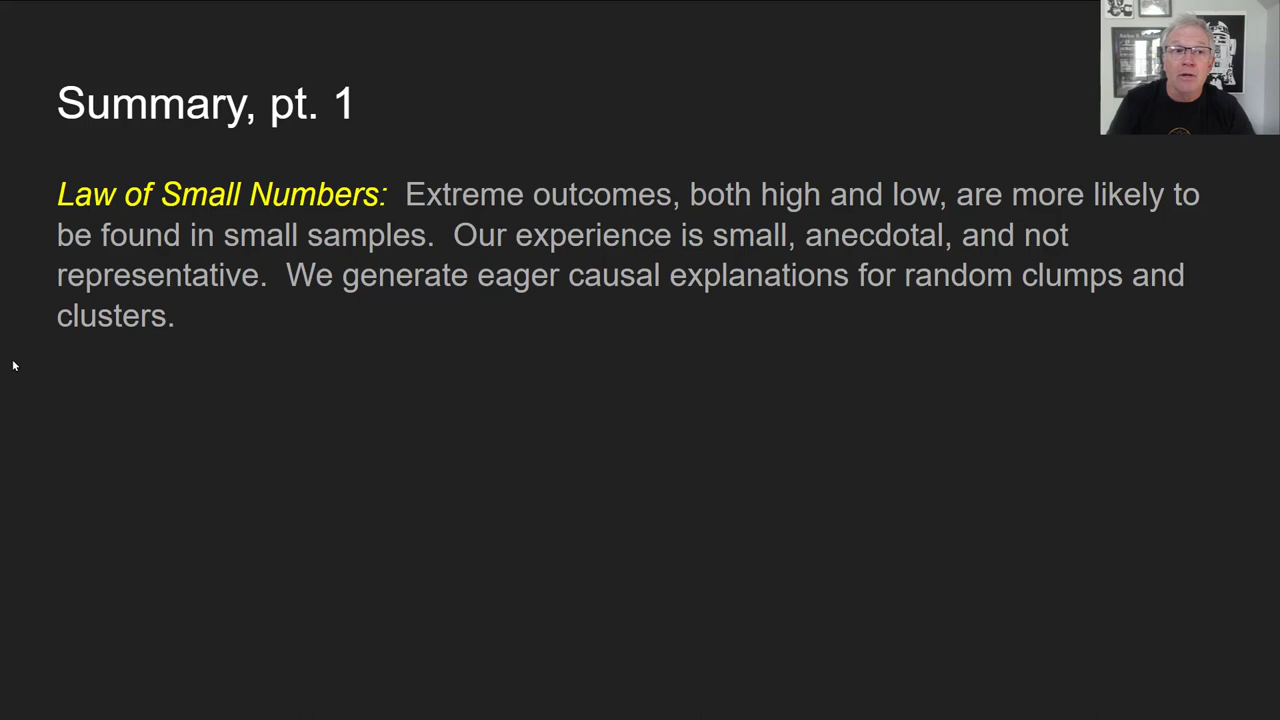 Summary, pt. 1
Law of Small Numbers: Extreme outcomes, both high and low, are more likely to
be found in small samples. Our experience is small, anecdotal, and not
representative. We generate eager causal explanations for random clumps and
clusters.